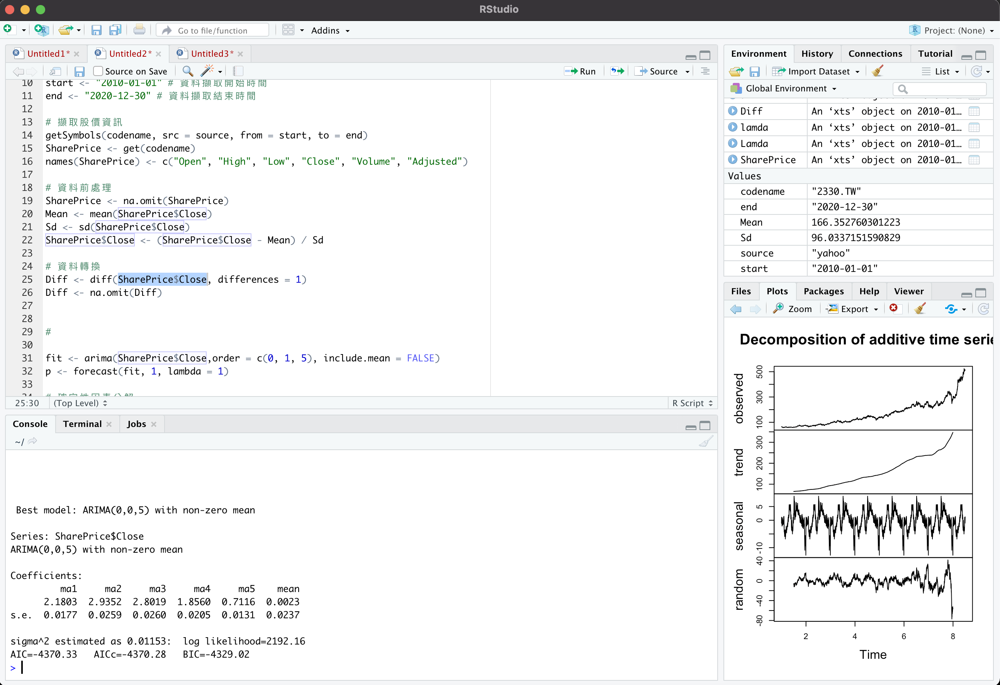 RStudio
Go to file/function
Addins
Project: (None)
Untitled1*
Untitled2*
Untitled3*
Source on Save
Run
Source
10 start <- "2010-01-01" # 資料擷取開始時間
11 end <- "2020-12-30" # 資料擷取結束時間
12
13 # 擷取股價資訊
14 getSymbols(codename, src = source, from = start, to = end)
15 SharePrice <- get(codename)
16 names(SharePrice) <- c("Open", "High", "Low", "Close", "Volume", "Adjusted")
17
18 # 資料前處理
19 SharePrice <- na.omit(SharePrice)
20 Mean <- mean(SharePrice$Close)
21 Sd <- sd(SharePrice$Close)
22 SharePrice$Close <- (SharePrice$Close - Mean) / Sd
23
24 # 資料轉換
25 Diff <- diff(SharePrice$Close, differences = 1)
26 Diff <- na.omit(Diff)
27
28
29 #
30
31 fit <- arima(SharePrice$Close,order = c(0, 1, 5), include.mean = FALSE)
32 p <- forecast(fit, 1, lambda = 1)
33
25:30 (Top Level)
R Script
Console
Terminal
Jobs
~/
Best model: ARIMA(0,0,5) with non-zero mean
Series: SharePrice$Close
ARIMA(0,0,5) with non-zero mean
Coefficients:
ma1 ma2 ma3 ma4 ma5 mean
2.1803 2.9352 2.8019 1.8560 0.7116 0.0023
s.e. 0.0177 0.0259 0.0260 0.0205 0.0131 0.0237
sigma^2 estimated as 0.01153: log likelihood=2192.16
AIC=-4370.33 AICc=-4370.28 BIC=-4329.02
>
Environment
History
Connections
Tutorial
Import Dataset
List
Global Environment
Diff An ‘xts’ object on 2010-01…
lamda An ‘xts’ object on 2010-01…
Lamda An ‘xts’ object on 2010-01…
SharePrice An ‘xts’ object on 2010-01…
Values
codename "2330.TW"
end "2020-12-30"
Mean 166.352760301223
Sd 96.0337151590829
source "yahoo"
start "2010-01-01"
Files
Plots
Packages
Help
Viewer
Zoom
Export
Decomposition of additive time serie
observed
100 300 500
trend
100 200 300
seasonal
-10 0 5
random
-80 -40 0 40
2 4 6 8
Time